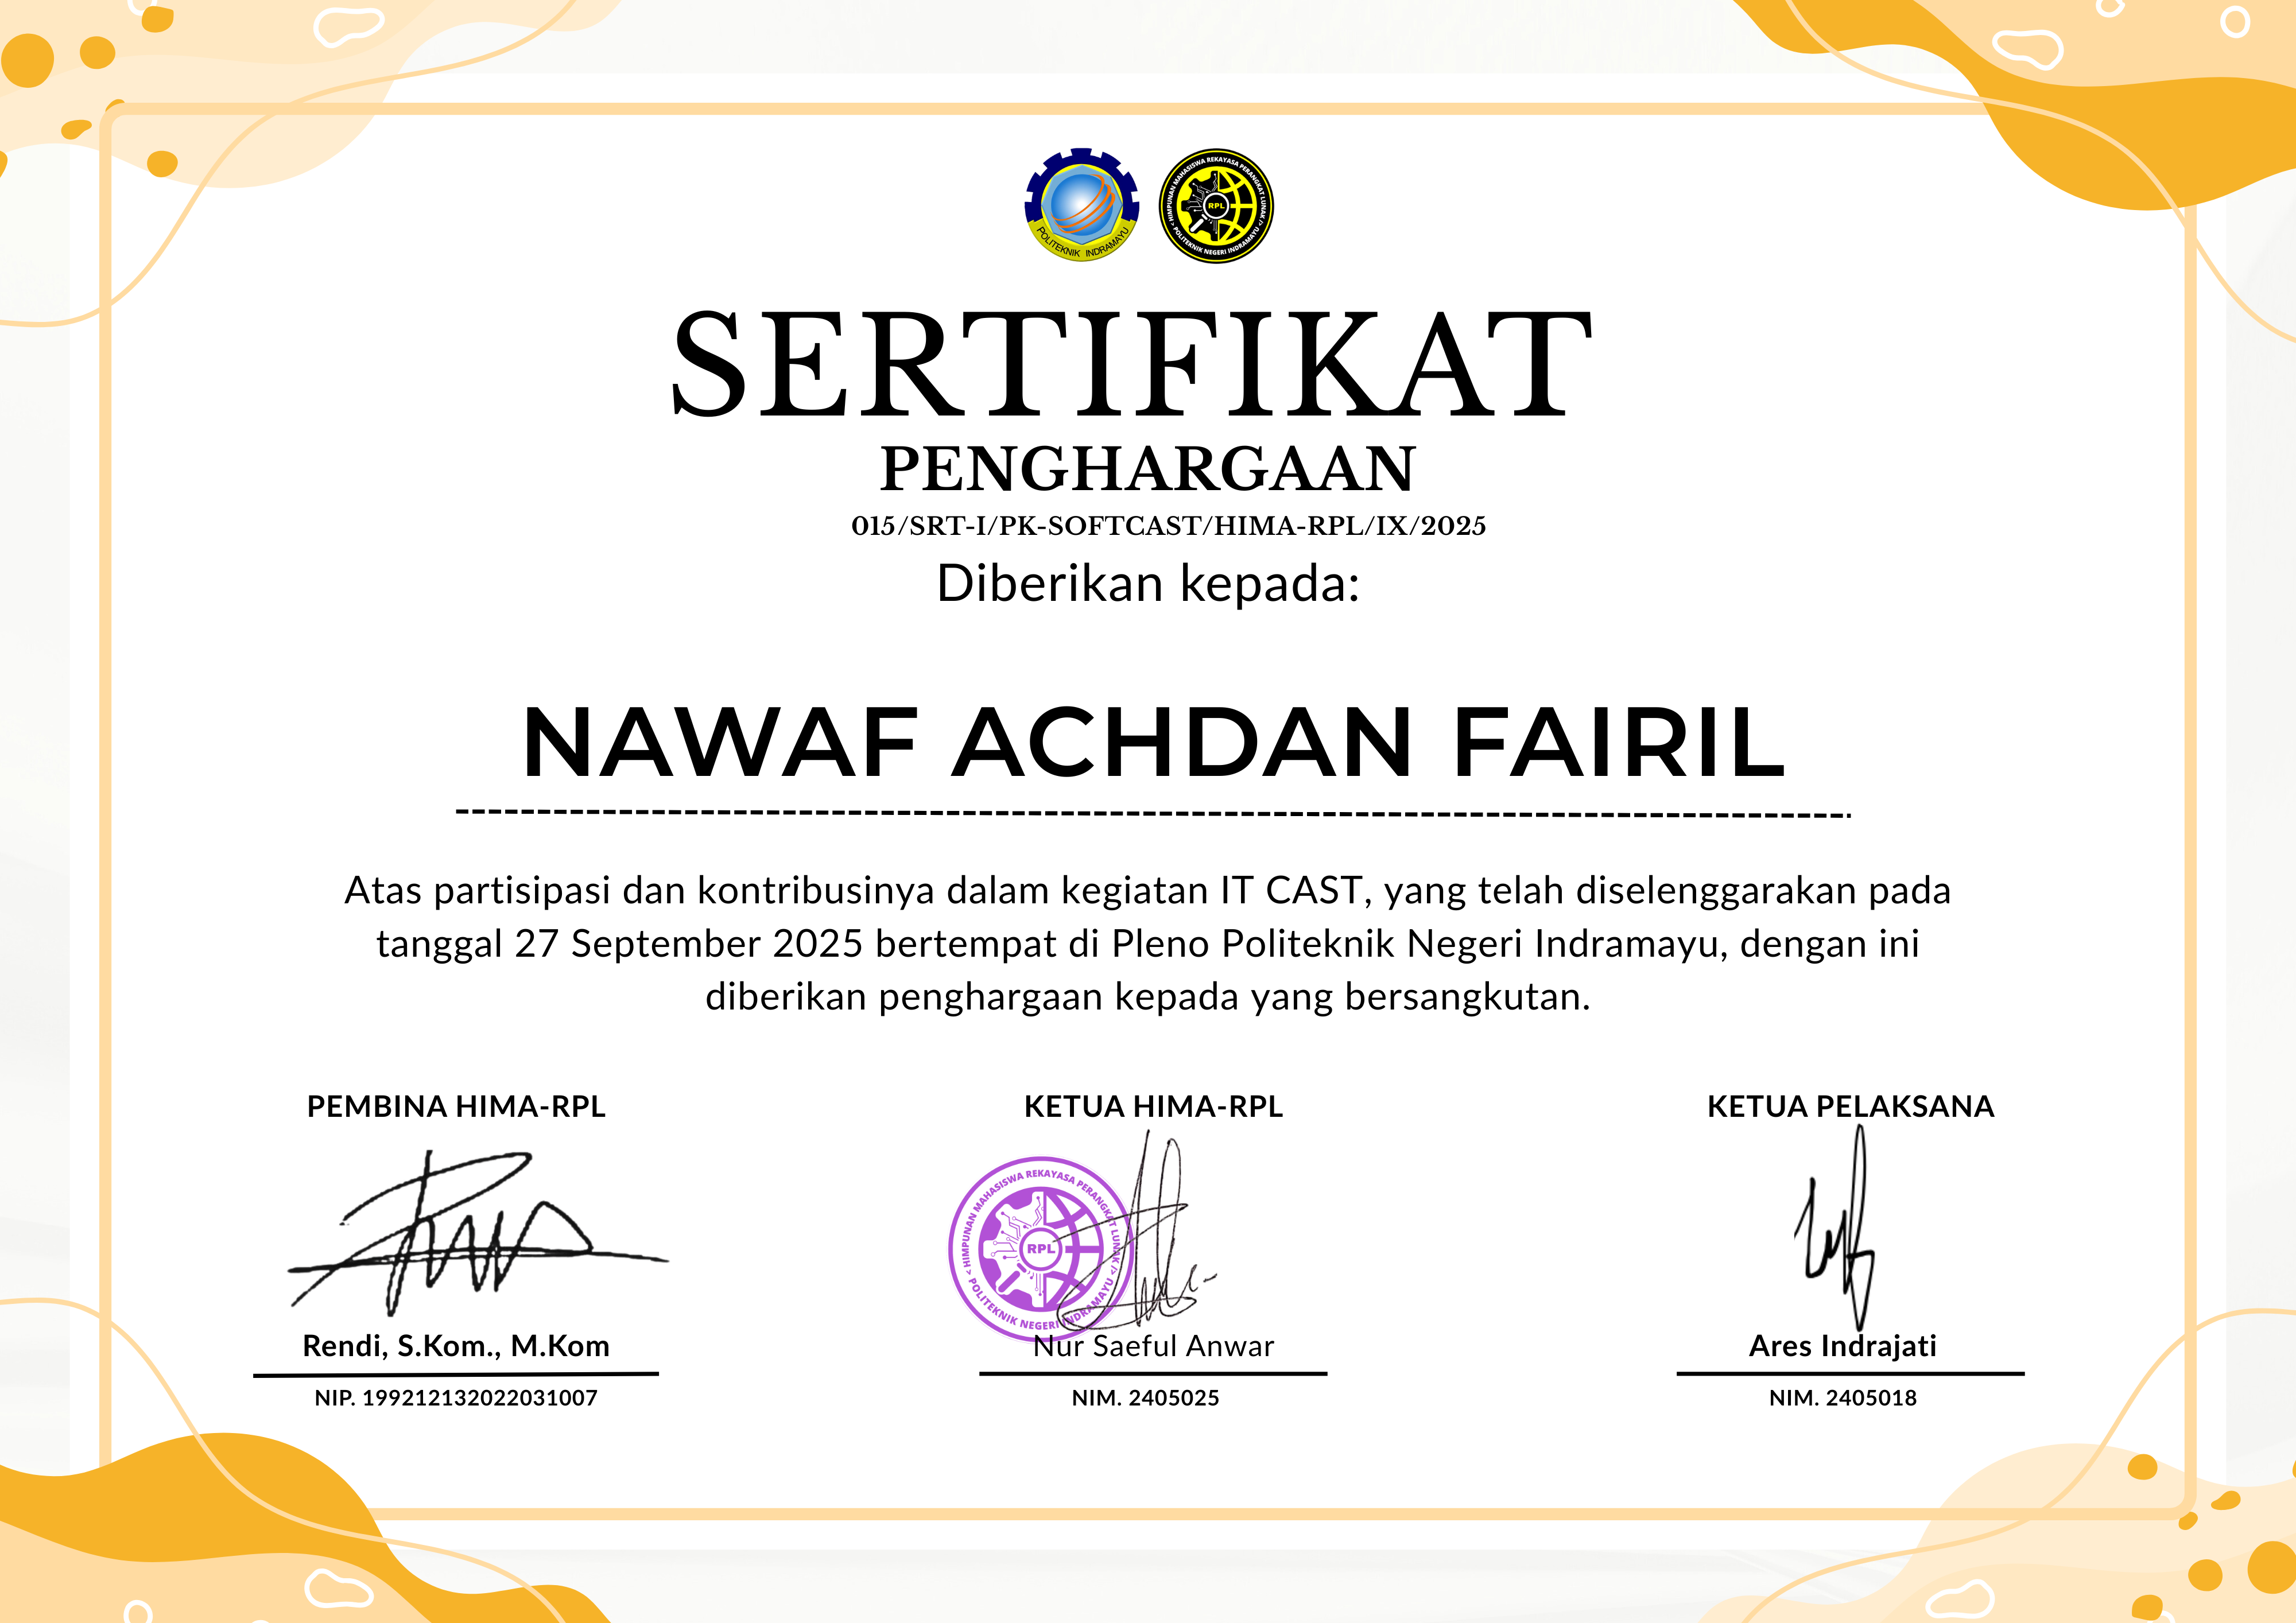 POLITEKNIK INDRAMAYU
< HIMPUNAN MAHASISWA REKAYASA PERANGKAT LUNAK />
POLITEKNIK NEGERI INDRAMAYU
RPL
SERTIFIKAT
PENGHARGAAN
015/SRT-I/PK-SOFTCAST/HIMA-RPL/IX/2025
Diberikan kepada:
NAWAF ACHDAN FAIRIL
Atas partisipasi dan kontribusinya dalam kegiatan IT CAST, yang telah diselenggarakan pada
tanggal 27 September 2025 bertempat di Pleno Politeknik Negeri Indramayu, dengan ini
diberikan penghargaan kepada yang bersangkutan.
PEMBINA HIMA-RPL
KETUA HIMA-RPL
KETUA PELAKSANA
< HIMPUNAN MAHASISWA REKAYASA PERANGKAT LUNAK />
POLITEKNIK NEGERI INDRAMAYU
RPL
Rendi, S.Kom., M.Kom
Nur Saeful Anwar
Ares Indrajati
NIP. 199212132022031007
NIM. 2405025
NIM. 2405018